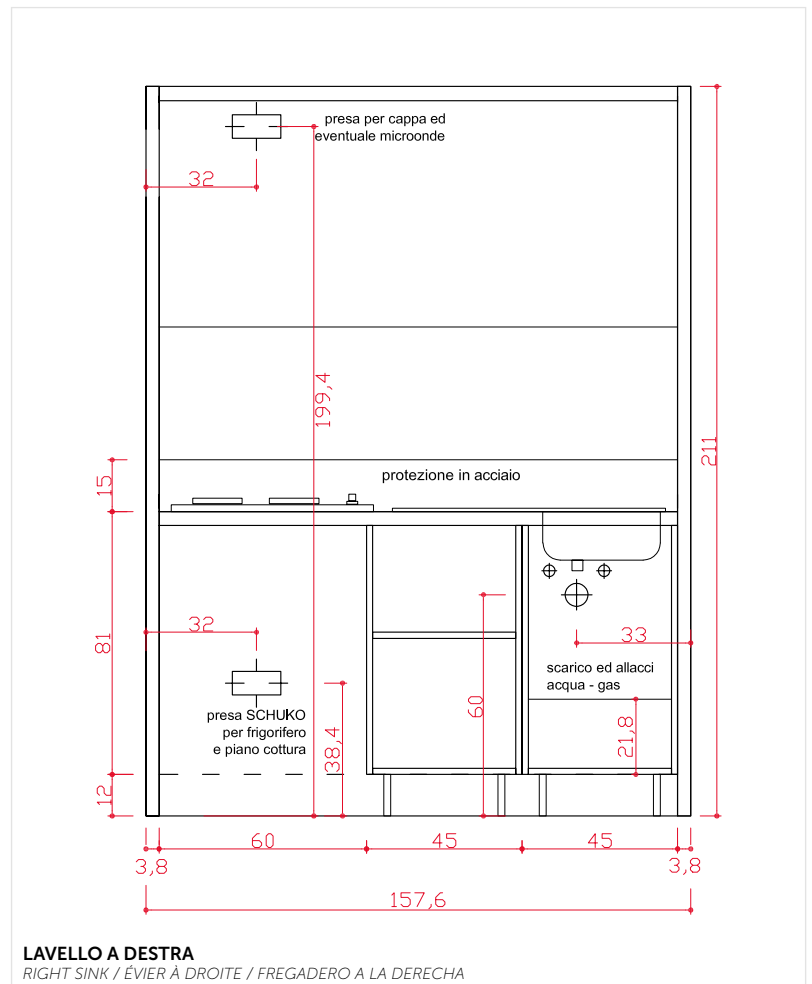 presa per cappa ed
eventuale microonde
32
199,4
211
15
protezione in acciaio
81
32
33
scarico ed allacci
acqua - gas
60
presa SCHUKO
per frigorifero
e piano cottura
38,4
21,8
12
60
45
45
3,8
3,8
157,6
LAVELLO A DESTRA
RIGHT SINK / ÉVIER À DROITE / FREGADERO A LA DERECHA